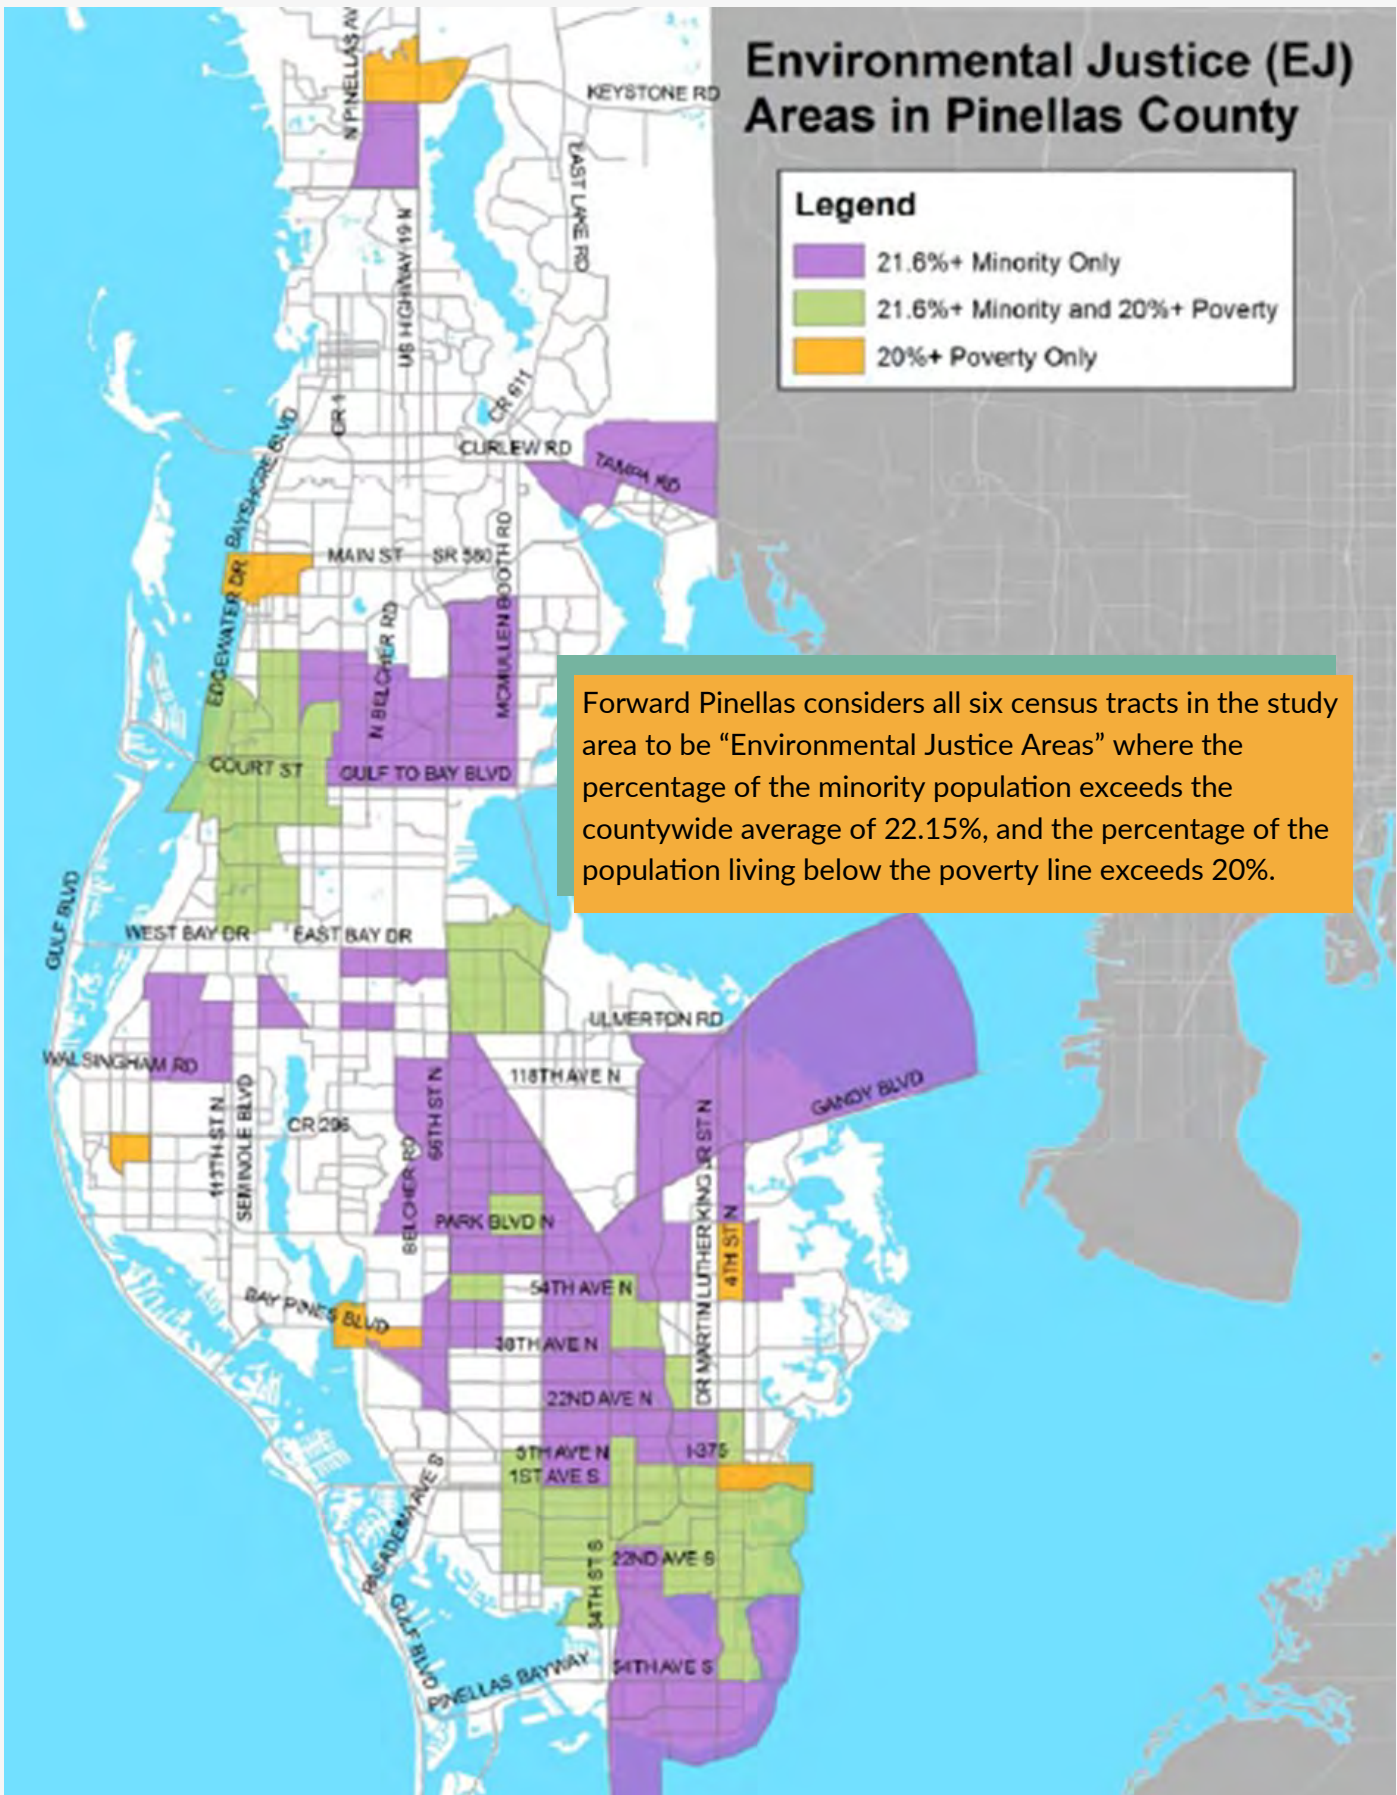 Environmental Justice (EJ)
Areas in Pinellas County
Legend
21.6%+ Minority Only
21.6%+ Minority and 20%+ Poverty
20%+ Poverty Only
N PINELLAS AV
KEYSTONE RD
EAST LAKE RD
US HIGHWAY 19 N
CR 611
CR 1
BAYSHORE BLVD
CURLEW RD
TAMPA RD
MAIN ST
SR 580
EDGEWATER DR
N BELCHER RD
MCMULLEN BOOTH RD
Forward Pinellas considers all six census tracts in the study
area to be “Environmental Justice Areas” where the
percentage of the minority population exceeds the
countywide average of 22.15%, and the percentage of the
population living below the poverty line exceeds 20%.
COURT ST
GULF TO BAY BLVD
GULF BLVD
WEST BAY DR
EAST BAY DR
ULMERTON RD
WALSINGHAM RD
118TH AVE N
GANDY BLVD
113TH ST N
SEMINOLE BLVD
CR 296
66TH ST N
BELCHER RD
DR MARTIN LUTHER KING JR ST N
4TH ST N
PARK BLVD N
54TH AVE N
BAY PINES BLVD
38TH AVE N
22ND AVE N
5TH AVE N
I-375
1ST AVE S
PASADENA AVE S
34TH ST S
22ND AVE S
GULF BLVD
54TH AVE S
PINELLAS BAYWAY